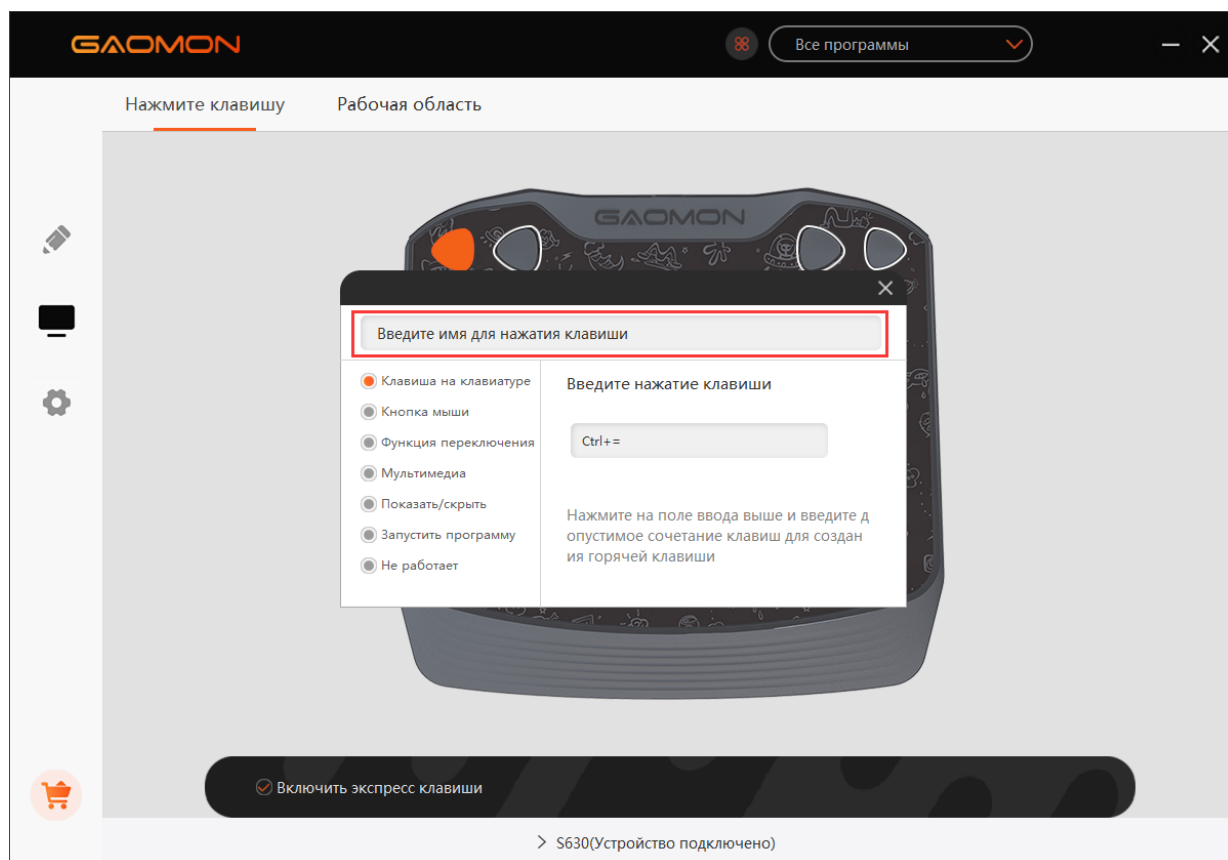 GAOMON
Все программы
Нажмите клавишу
Рабочая область
GAOMON
Введите имя для нажатия клавиши
Клавиша на клавиатуре
Кнопка мыши
Функция переключения
Мультимедиа
Показать/скрыть
Запустить программу
Не работает
Введите нажатие клавиши
Ctrl+=
Нажмите на поле ввода выше и введите д
опустимое сочетание клавиш для создан
ия горячей клавиши
Включить экспресс клавиши
S630(Устройство подключено)